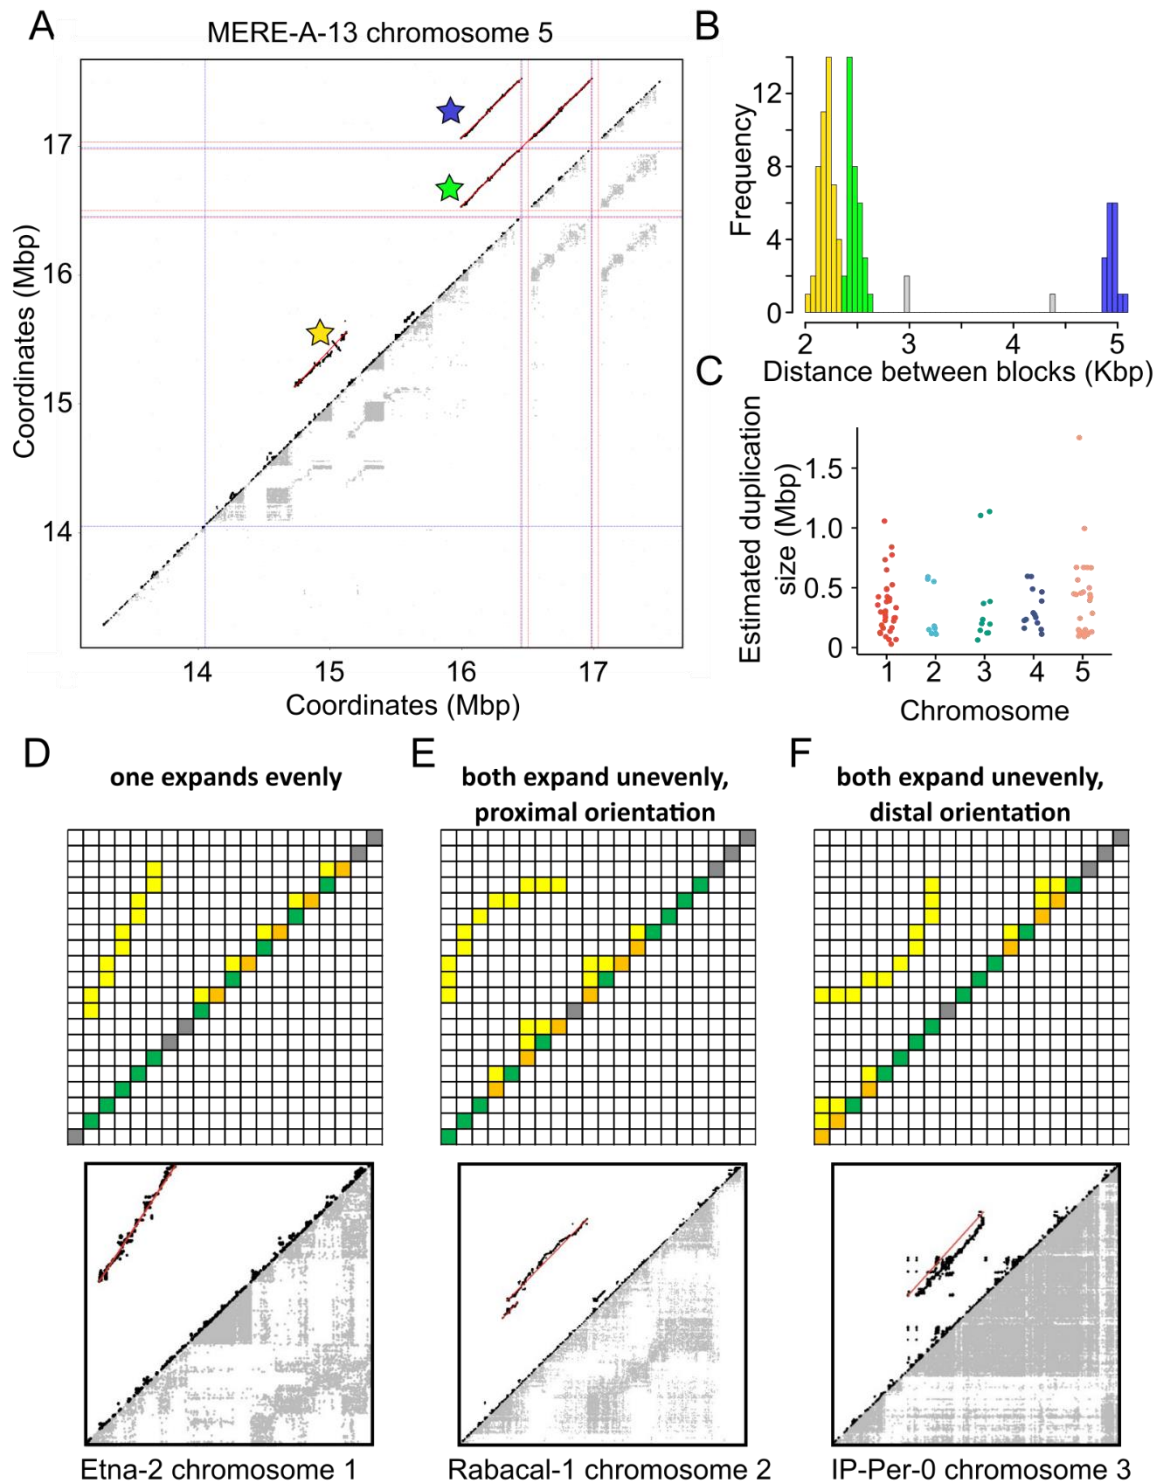 A
MERE-A-13 chromosome 5
Coordinates (Mbp)
17
16
15
14
14 15 16 17
Coordinates (Mbp)
B
Frequency
12
8
4
0
2 3 4 5
Distance between blocks (Kbp)
C
Estimated duplication
size (Mbp)
1.5
1.0
0.5
0
1 2 3 4 5
Chromosome
D
one expands evenly
E
both expand unevenly,
proximal orientation
F
both expand unevenly,
distal orientation
Etna-2 chromosome 1
Rabacal-1 chromosome 2
IP-Per-0 chromosome 3